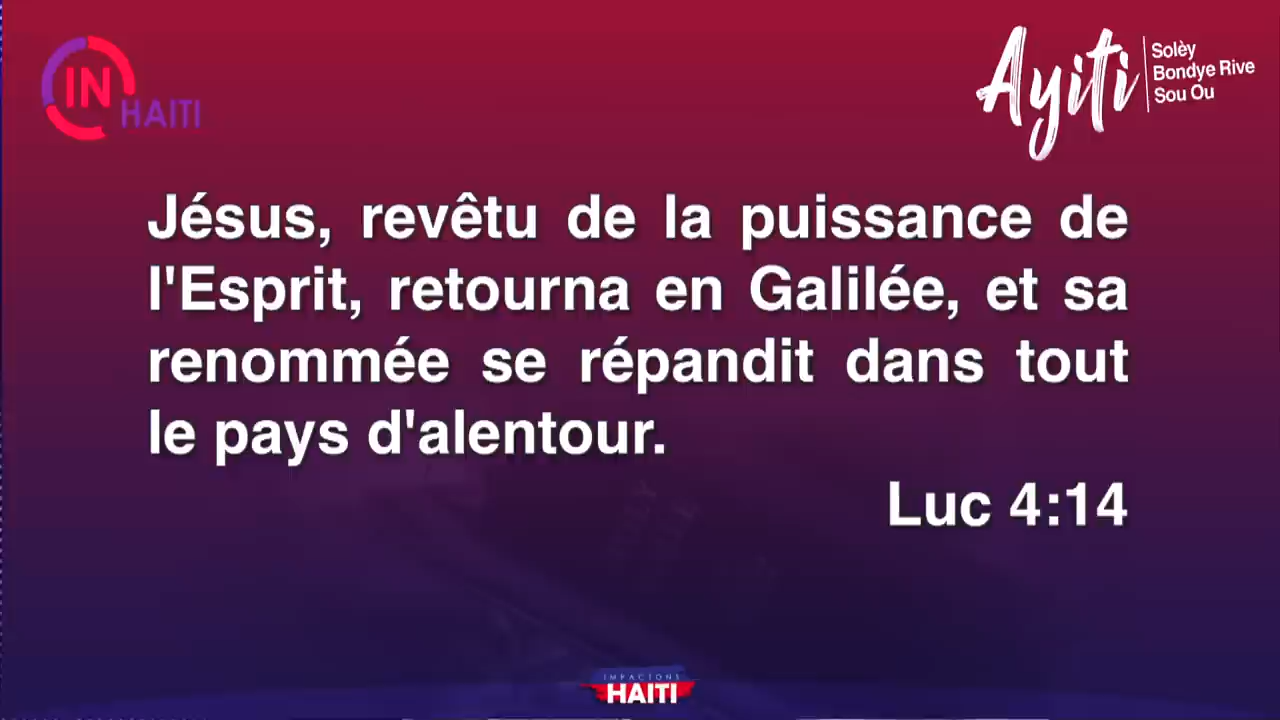 IN
HAITI
Ayiti
Solèy
Bondye Rive
Sou Ou
Jésus, revêtu de la puissance de
l'Esprit, retourna en Galilée, et sa
renommée se répandit dans tout
le pays d'alentour.
Luc 4:14
IMPACTONS
HAITI